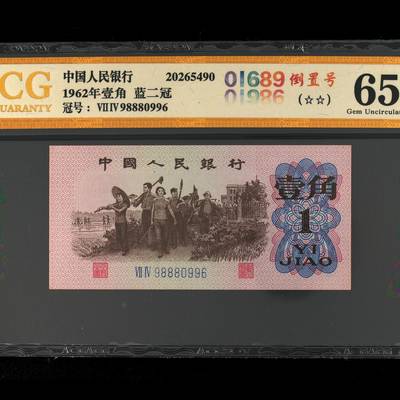 CG
UARANTY
中国人民银行
1962年壹角 蓝二冠
冠号: VII IV 98880996
20265490
01689 倒置号
01986
(☆☆)
65
Gem Uncircula
中国人民银行
壹角
1
YI
JIAO
VII IV 98880996